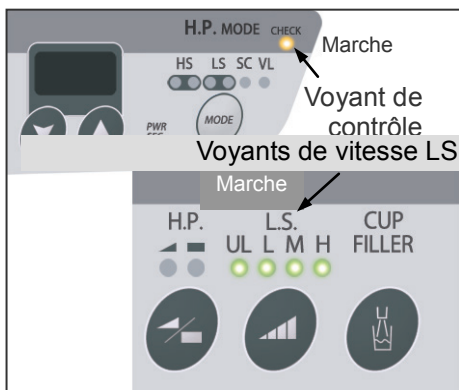 H.P. MODE CHECK
Marche
HS LS SC VL
Voyant de
contrôle
MODE
PWR
Voyants de vitesse LS
Marche
H.P. L.S. CUP
UL L M H FILLER